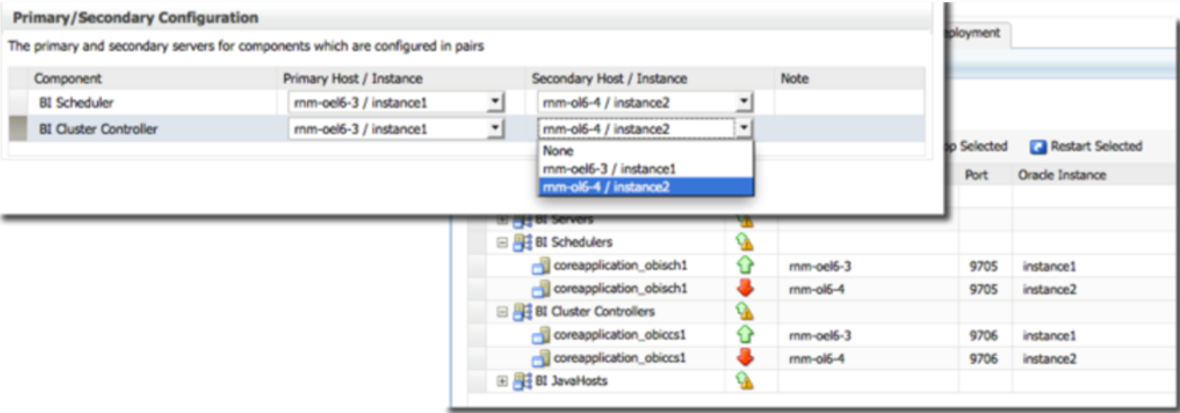 Primary/Secondary Configuration
The primary and secondary servers for components which are configured in pairs
Component Primary Host / Instance Secondary Host / Instance Note
BI Scheduler rnm-oel6-3 / instance1 rnm-ol6-4 / instance2
BI Cluster Controller rnm-oel6-3 / instance1 rnm-ol6-4 / instance2
None
rnm-oel6-3 / instance1
rnm-ol6-4 / instance2
eployment
op Selected Restart Selected
Port Oracle Instance
BI Servers
BI Schedulers
coreapplication_obisch1 rnm-oel6-3 9705 instance1
coreapplication_obisch1 rnm-ol6-4 9705 instance2
BI Cluster Controllers
coreapplication_obiccs1 rnm-oel6-3 9706 instance1
coreapplication_obiccs1 rnm-ol6-4 9706 instance2
BI JavaHosts